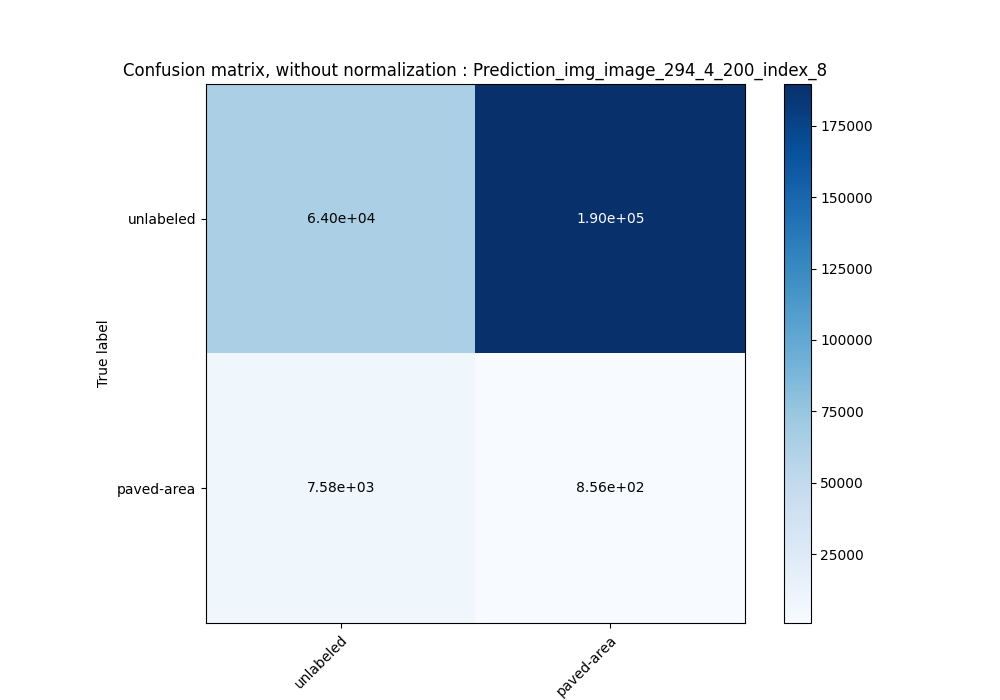 Confusion matrix, without normalization : Prediction_img_image_294_4_200_index_8
175000
unlabeled
6.40e+04
1.90e+05
150000
125000
100000
True label
75000
50000
paved-area
7.58e+03
8.56e+02
25000
unlabeled
paved-area